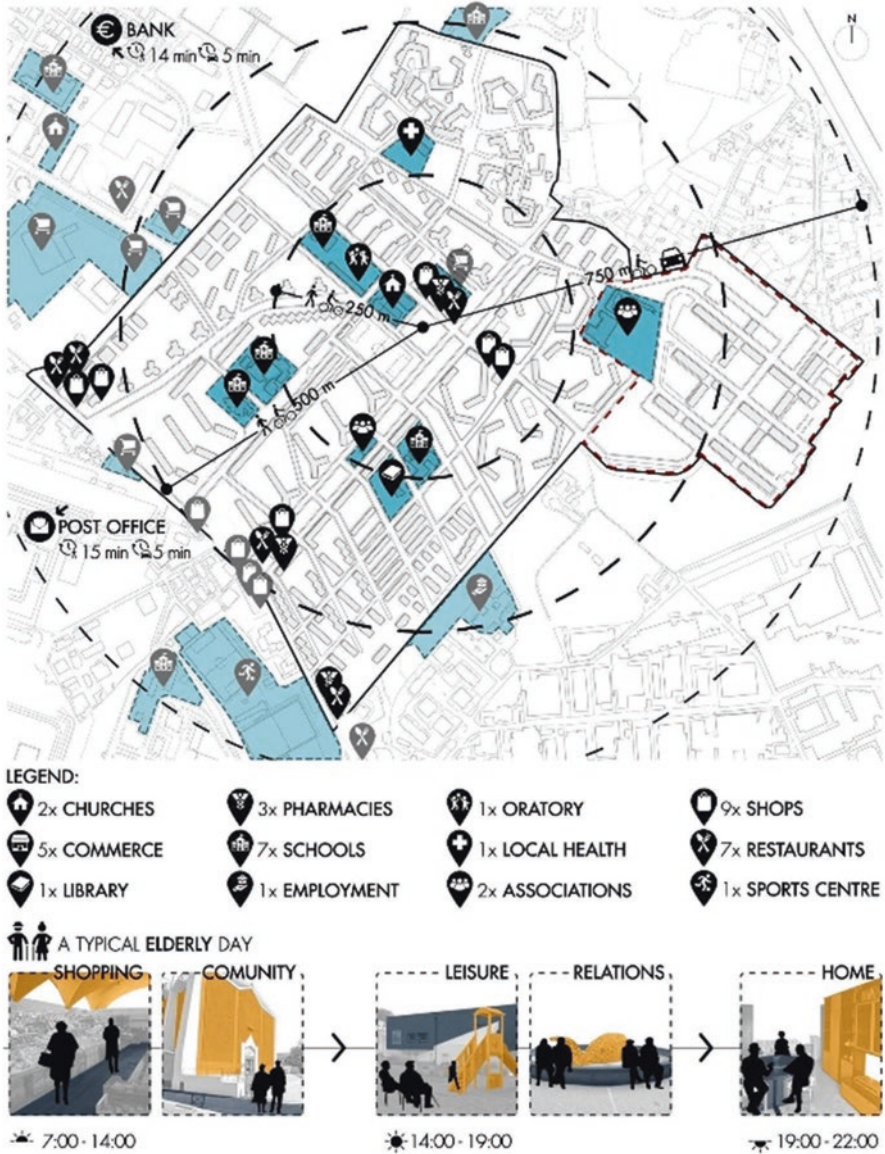 BANK
14 min 5 min
N
750 m
250 m
500 m
POST OFFICE
15 min 5 min
LEGEND:
2x CHURCHES
3x PHARMACIES
1x ORATORY
9x SHOPS
5x COMMERCE
7x SCHOOLS
1x LOCAL HEALTH
7x RESTAURANTS
1x LIBRARY
1x EMPLOYMENT
2x ASSOCIATIONS
1x SPORTS CENTRE
A TYPICAL ELDERLY DAY
SHOPPING
COMUNITY
LEISURE
RELATIONS
HOME
7:00 - 14:00
14:00 - 19:00
19:00 - 22:00